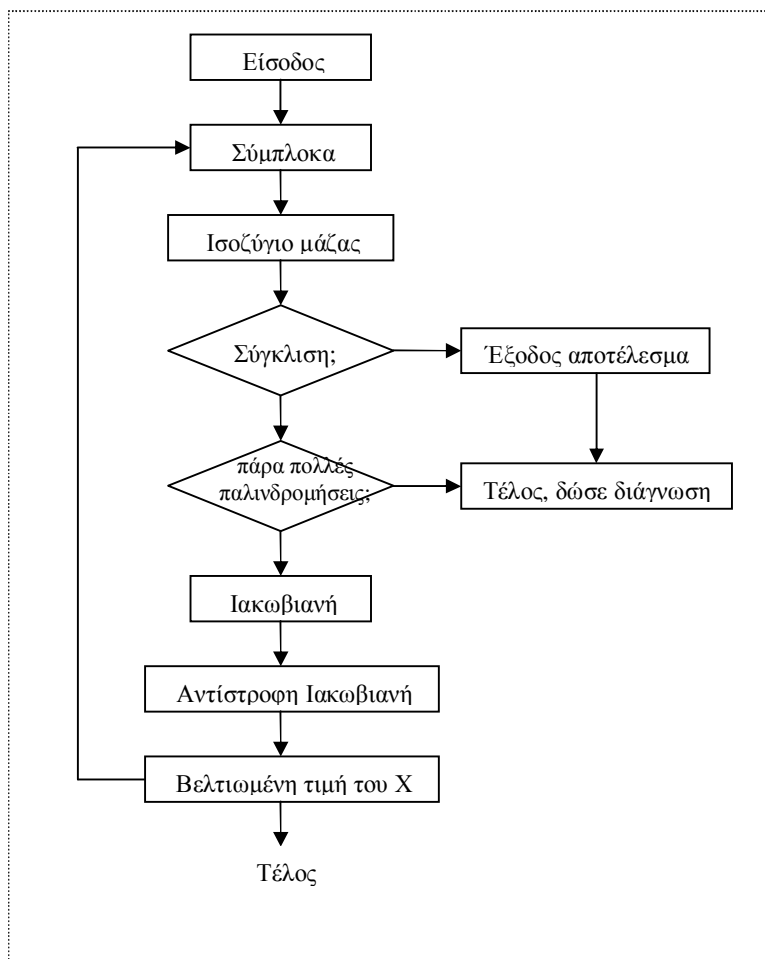 Είσοδος
Σύμπλοκα
Ισοζύγιο μάζας
Σύγκλιση;
Έξοδος αποτέλεσμα
πάρα πολλές
παλινδρομήσεις;
Τέλος, δώσε διάγνωση
Ιακωβιανή
Αντίστροφη Ιακωβιανή
Βελτιωμένη τιμή του Χ
Τέλος